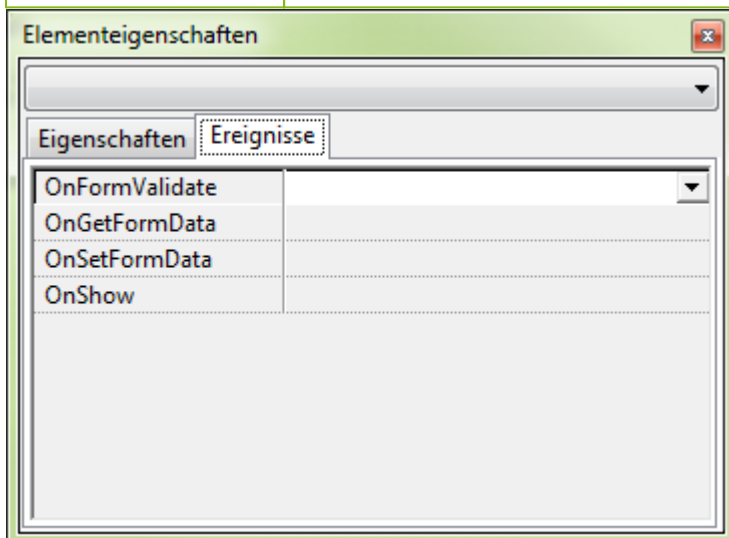 Elementeigenschaften
Eigenschaften Ereignisse
OnFormValidate
OnGetFormData
OnSetFormData
OnShow